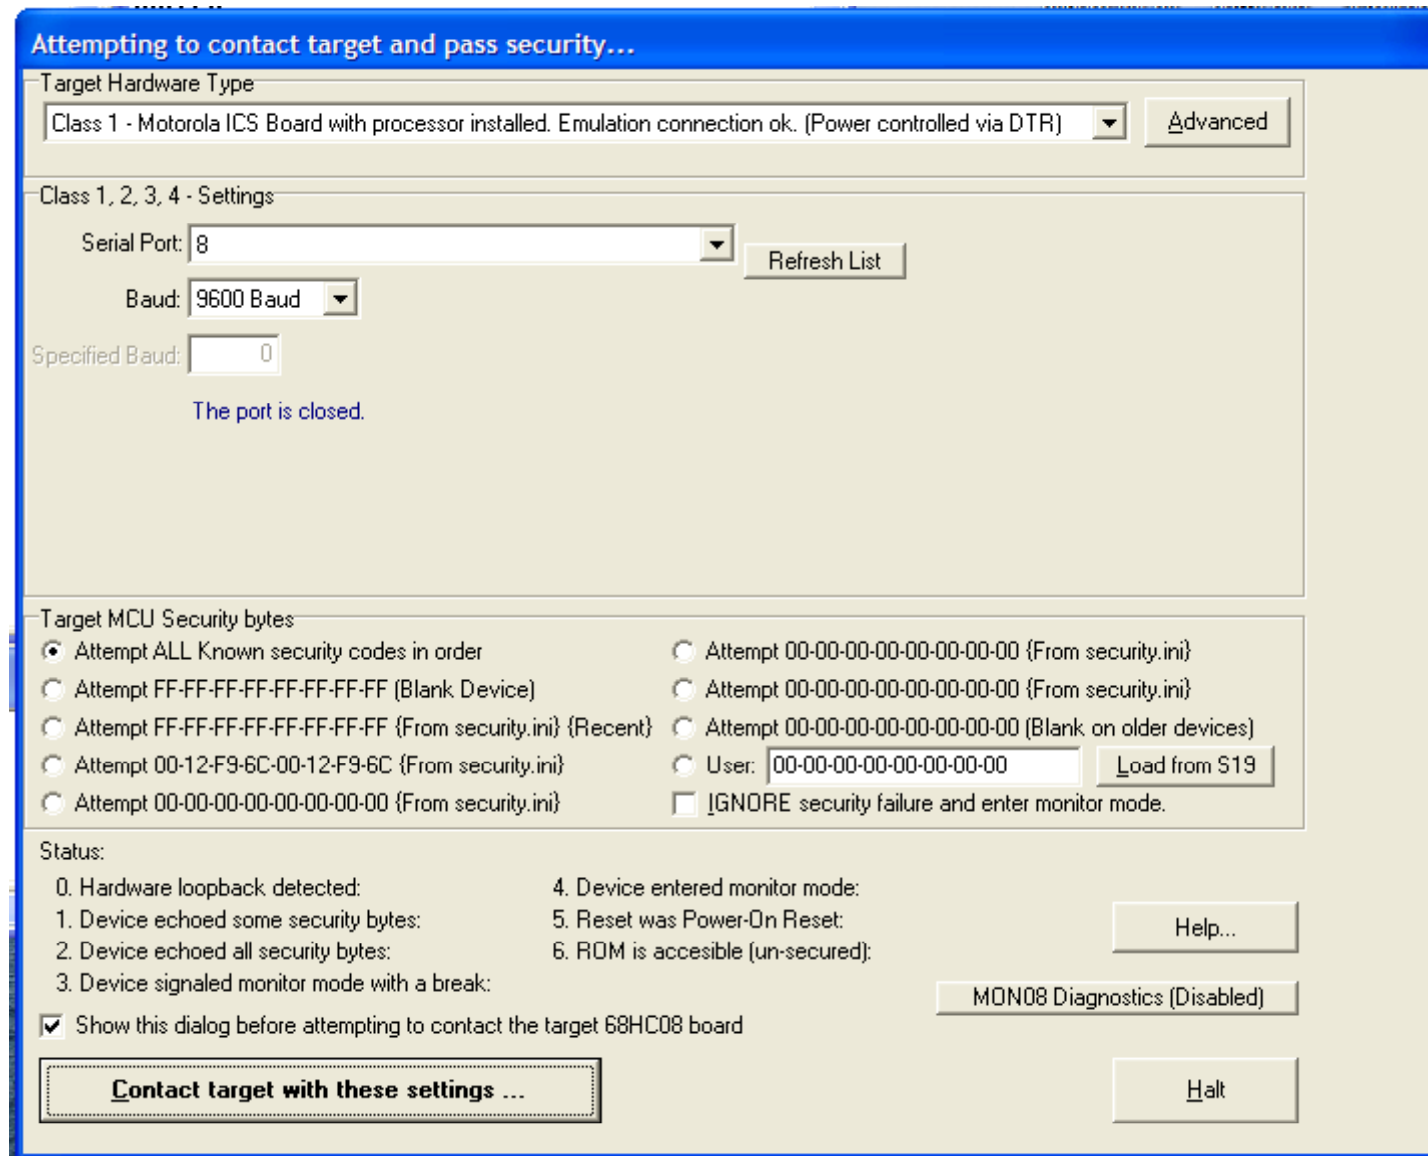 Attempting to contact target and pass security...
Target Hardware Type
Class 1 - Motorola ICS Board with processor installed. Emulation connection ok. (Power controlled via DTR)
Advanced
Class 1, 2, 3, 4 - Settings
Serial Port: 8
Refresh List
Baud: 9600 Baud
Specified Baud: 0
The port is closed.
Target MCU Security bytes
Attempt ALL Known security codes in order
Attempt FF-FF-FF-FF-FF-FF-FF-FF (Blank Device)
Attempt FF-FF-FF-FF-FF-FF-FF-FF {From security.ini} {Recent}
Attempt 00-12-F9-6C-00-12-F9-6C {From security.ini}
Attempt 00-00-00-00-00-00-00-00 {From security.ini}
Attempt 00-00-00-00-00-00-00-00 {From security.ini}
Attempt 00-00-00-00-00-00-00-00 {From security.ini}
Attempt 00-00-00-00-00-00-00-00 (Blank on older devices)
User: 00-00-00-00-00-00-00-00 Load from S19
IGNORE security failure and enter monitor mode.
Status:
0. Hardware loopback detected:
1. Device echoed some security bytes:
2. Device echoed all security bytes:
3. Device signaled monitor mode with a break:
4. Device entered monitor mode:
5. Reset was Power-On Reset:
6. ROM is accesible (un-secured):
Help...
MON08 Diagnostics (Disabled)
Show this dialog before attempting to contact the target 68HC08 board
Contact target with these settings ...
Halt